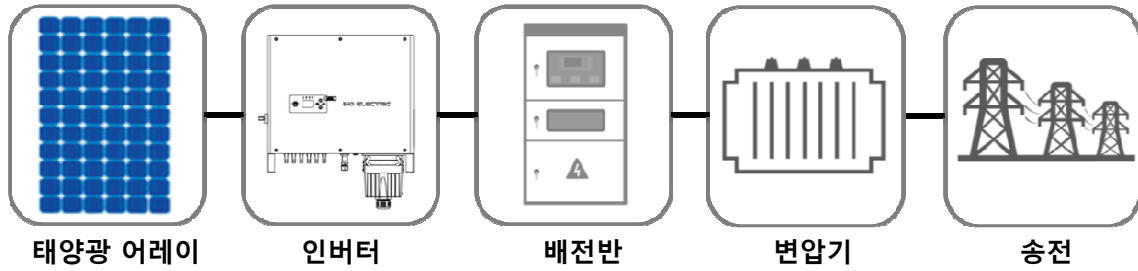 태양광 어레이
인버터
배전반
변압기
송전